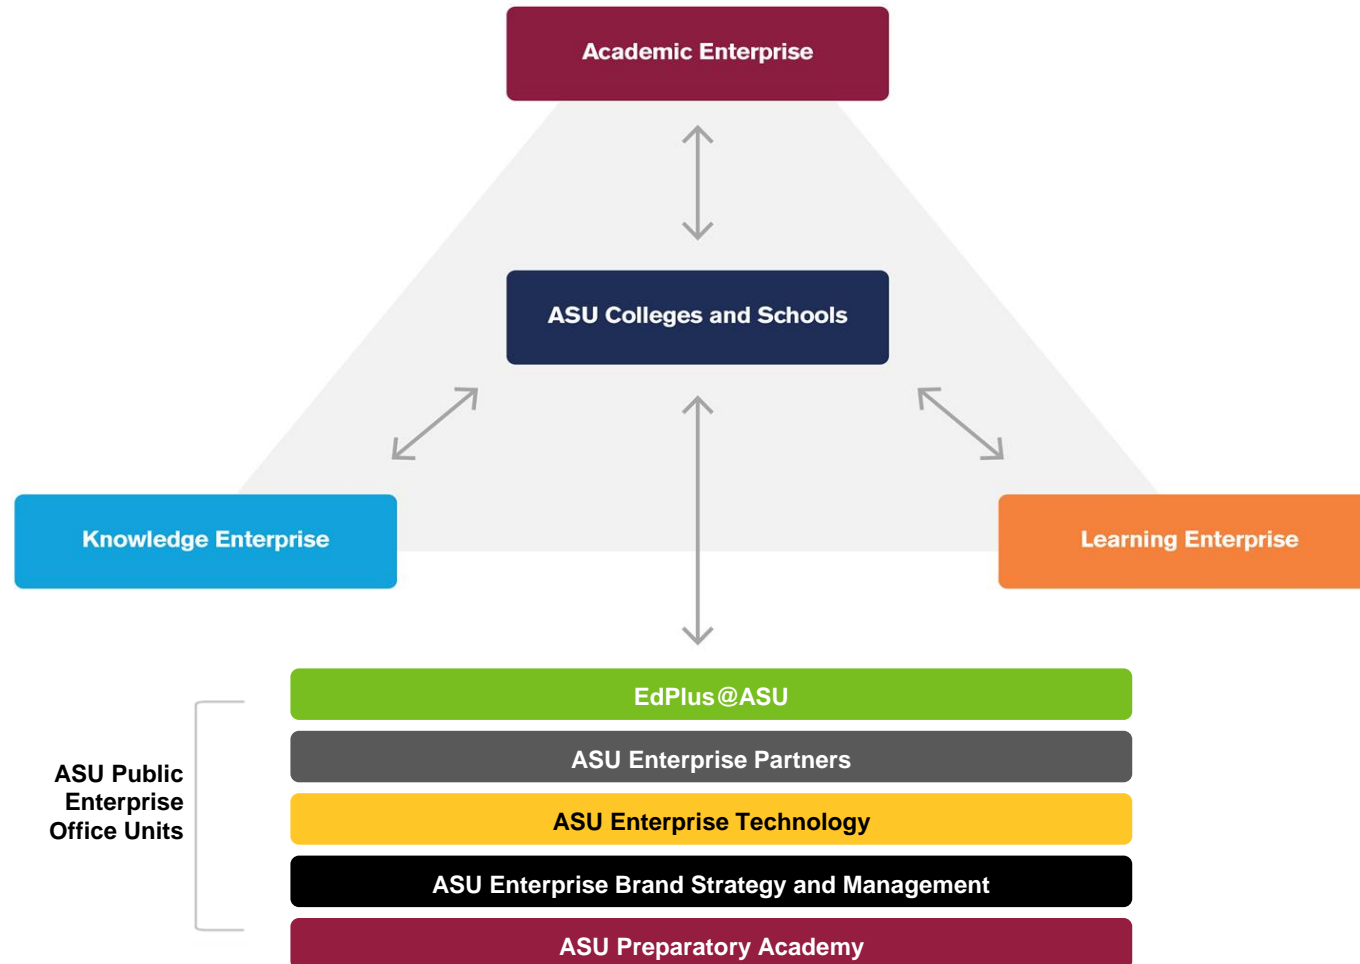 Academic Enterprise
ASU Colleges and Schools
Knowledge Enterprise
Learning Enterprise
EdPlus@ASU
ASU Enterprise Partners
ASU Public
Enterprise
Office Units
ASU Enterprise Technology
ASU Enterprise Brand Strategy and Management
ASU Preparatory Academy